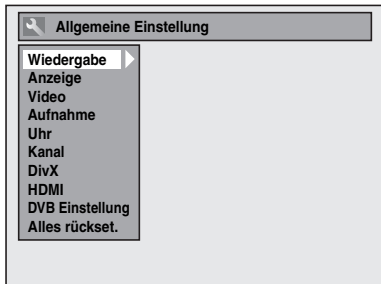 Allgemeine Einstellung
Wiedergabe
Anzeige
Video
Aufnahme
Uhr
Kanal
DivX
HDMI
DVB Einstellung
Alles rückset.